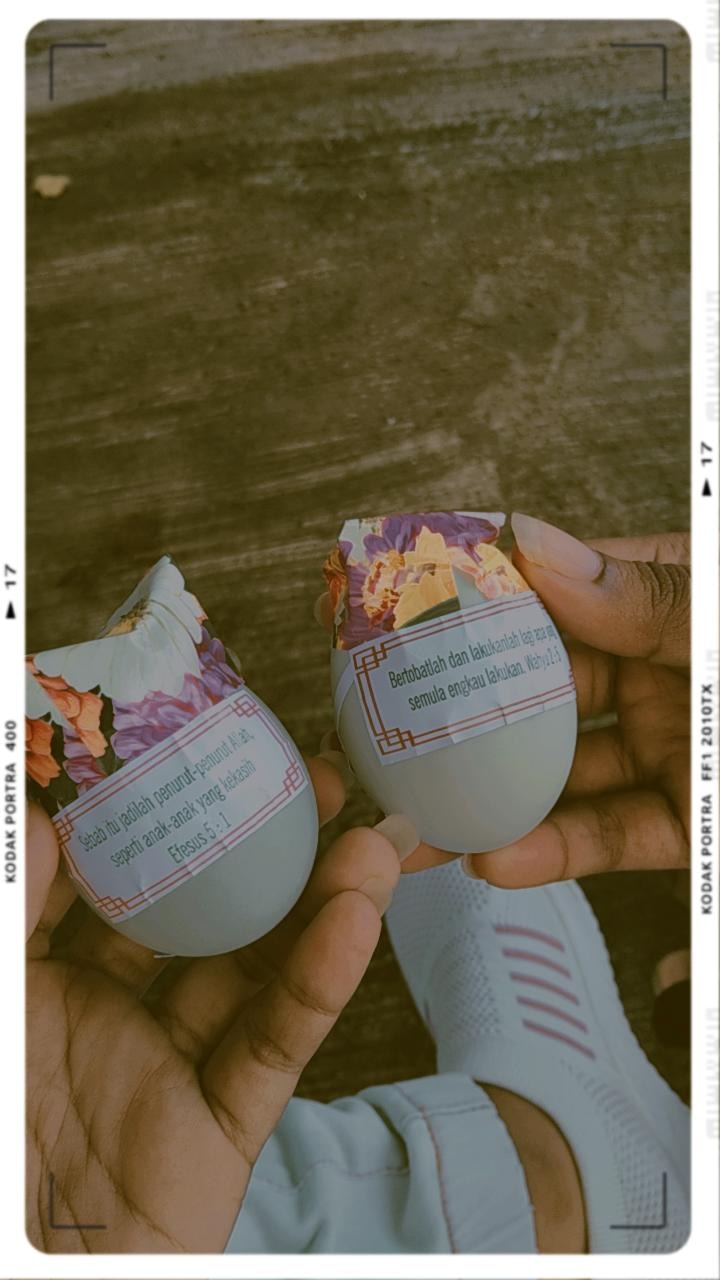 Sebab itu jadilah penurut-penurut Allah,
seperti anak-anak yang kekasih
Efesus 5 : 1
Bertobatlah dan lakukanlah lagi apa
semula engkau lakukan. Wahyu 2:5
KODAK PORTRA 400
17
17
KODAK PORTRA FF1 2010TX